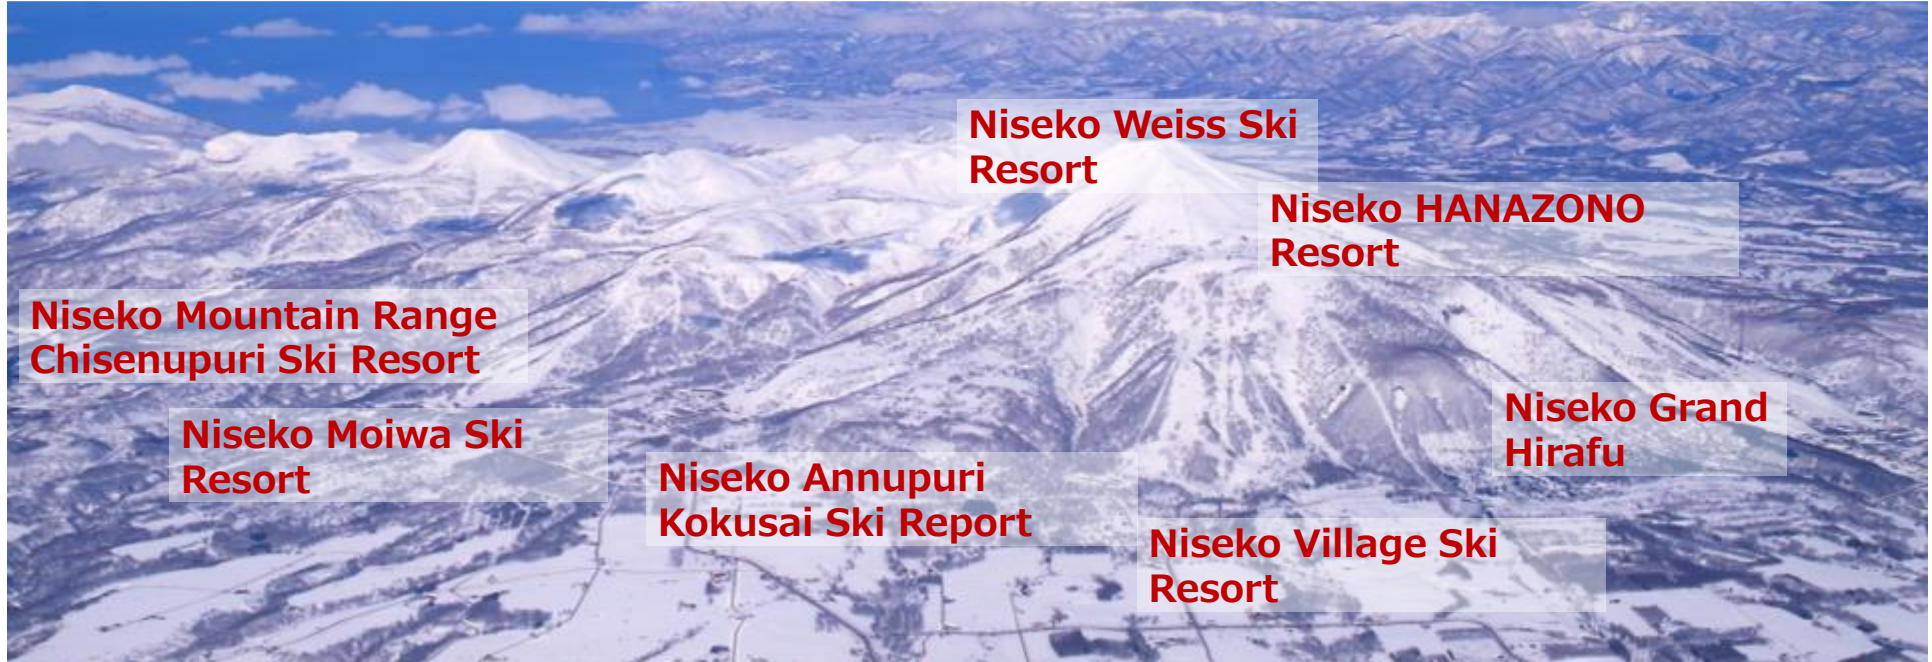 Niseko Weiss Ski
Resort
Niseko HANAZONO
Resort
Niseko Mountain Range
Chisenupuri Ski Resort
Niseko Grand
Hirafu
Niseko Moiwa Ski
Resort
Niseko Annupuri
Kokusai Ski Report
Niseko Village Ski
Resort